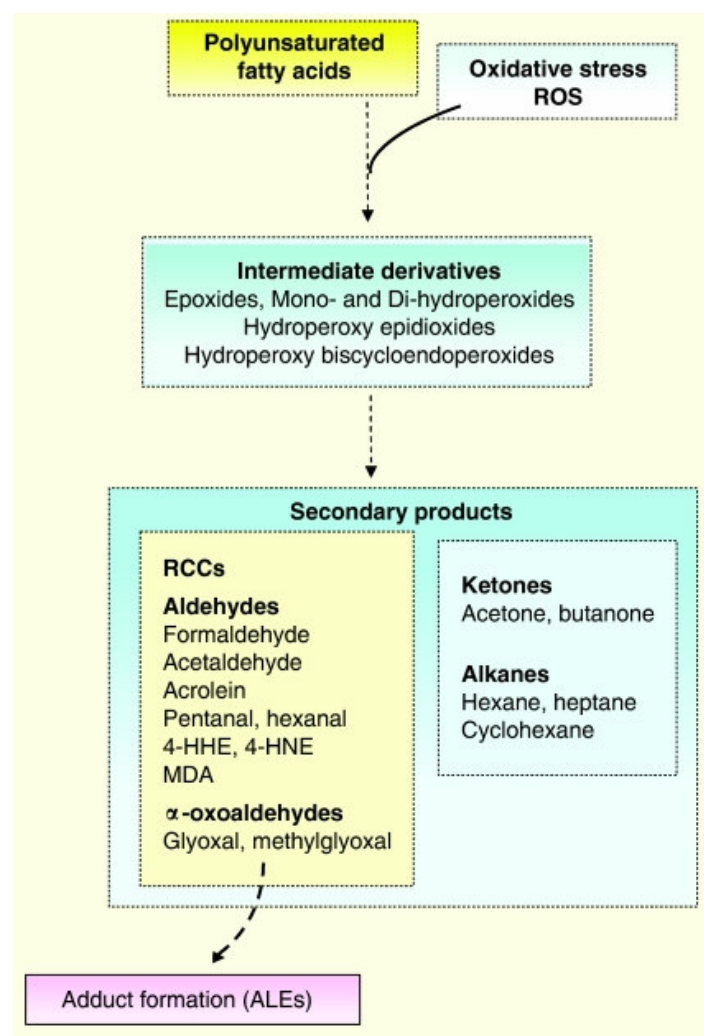 Polyunsaturated
fatty acids
Oxidative stress
ROS
Intermediate derivatives
Epoxides, Mono- and Di-hydroperoxides
Hydroperoxy epidioxides
Hydroperoxy biscycloendoperoxides
Secondary products
RCCs
Aldehydes
Formaldehyde
Acetaldehyde
Acrolein
Pentanal, hexanal
4-HHE, 4-HNE
MDA
α-oxoaldehydes
Glyoxal, methylglyoxal
Ketones
Acetone, butanone
Alkanes
Hexane, heptane
Cyclohexane
Adduct formation (ALEs)